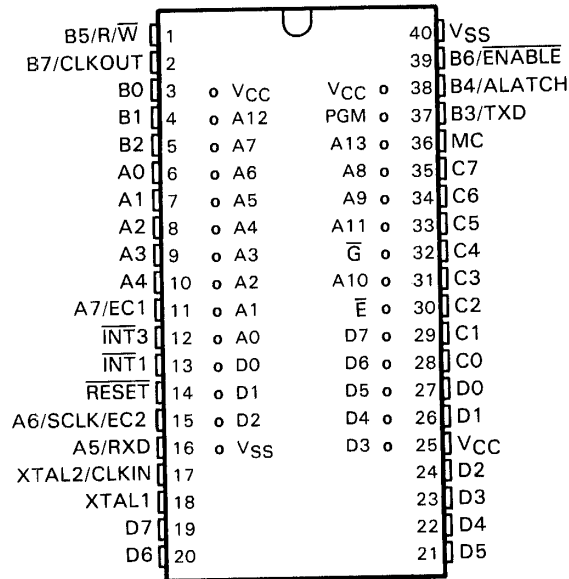 B5/R/W̅ 1 40 VSS
B7/CLKOUT 2 39 B6/E̅N̅A̅B̅L̅E̅
B0 3 o VCC VCC o 38 B4/ALATCH
B1 4 o A12 PGM o 37 B3/TXD
B2 5 o A7 A13 o 36 MC
A0 6 o A6 A8 o 35 C7
A1 7 o A5 A9 o 34 C6
A2 8 o A4 A11 o 33 C5
A3 9 o A3 G̅ o 32 C4
A4 10 o A2 A10 o 31 C3
A7/EC1 11 o A1 E̅ o 30 C2
I̅N̅T̅3 12 o A0 D7 o 29 C1
I̅N̅T̅1 13 o D0 D6 o 28 C0
R̅E̅S̅E̅T̅ 14 o D1 D5 o 27 D0
A6/SCLK/EC2 15 o D2 D4 o 26 D1
A5/RXD 16 o VSS D3 o 25 VCC
XTAL2/CLKIN 17 24 D2
XTAL1 18 23 D3
D7 19 22 D4
D6 20 21 D5